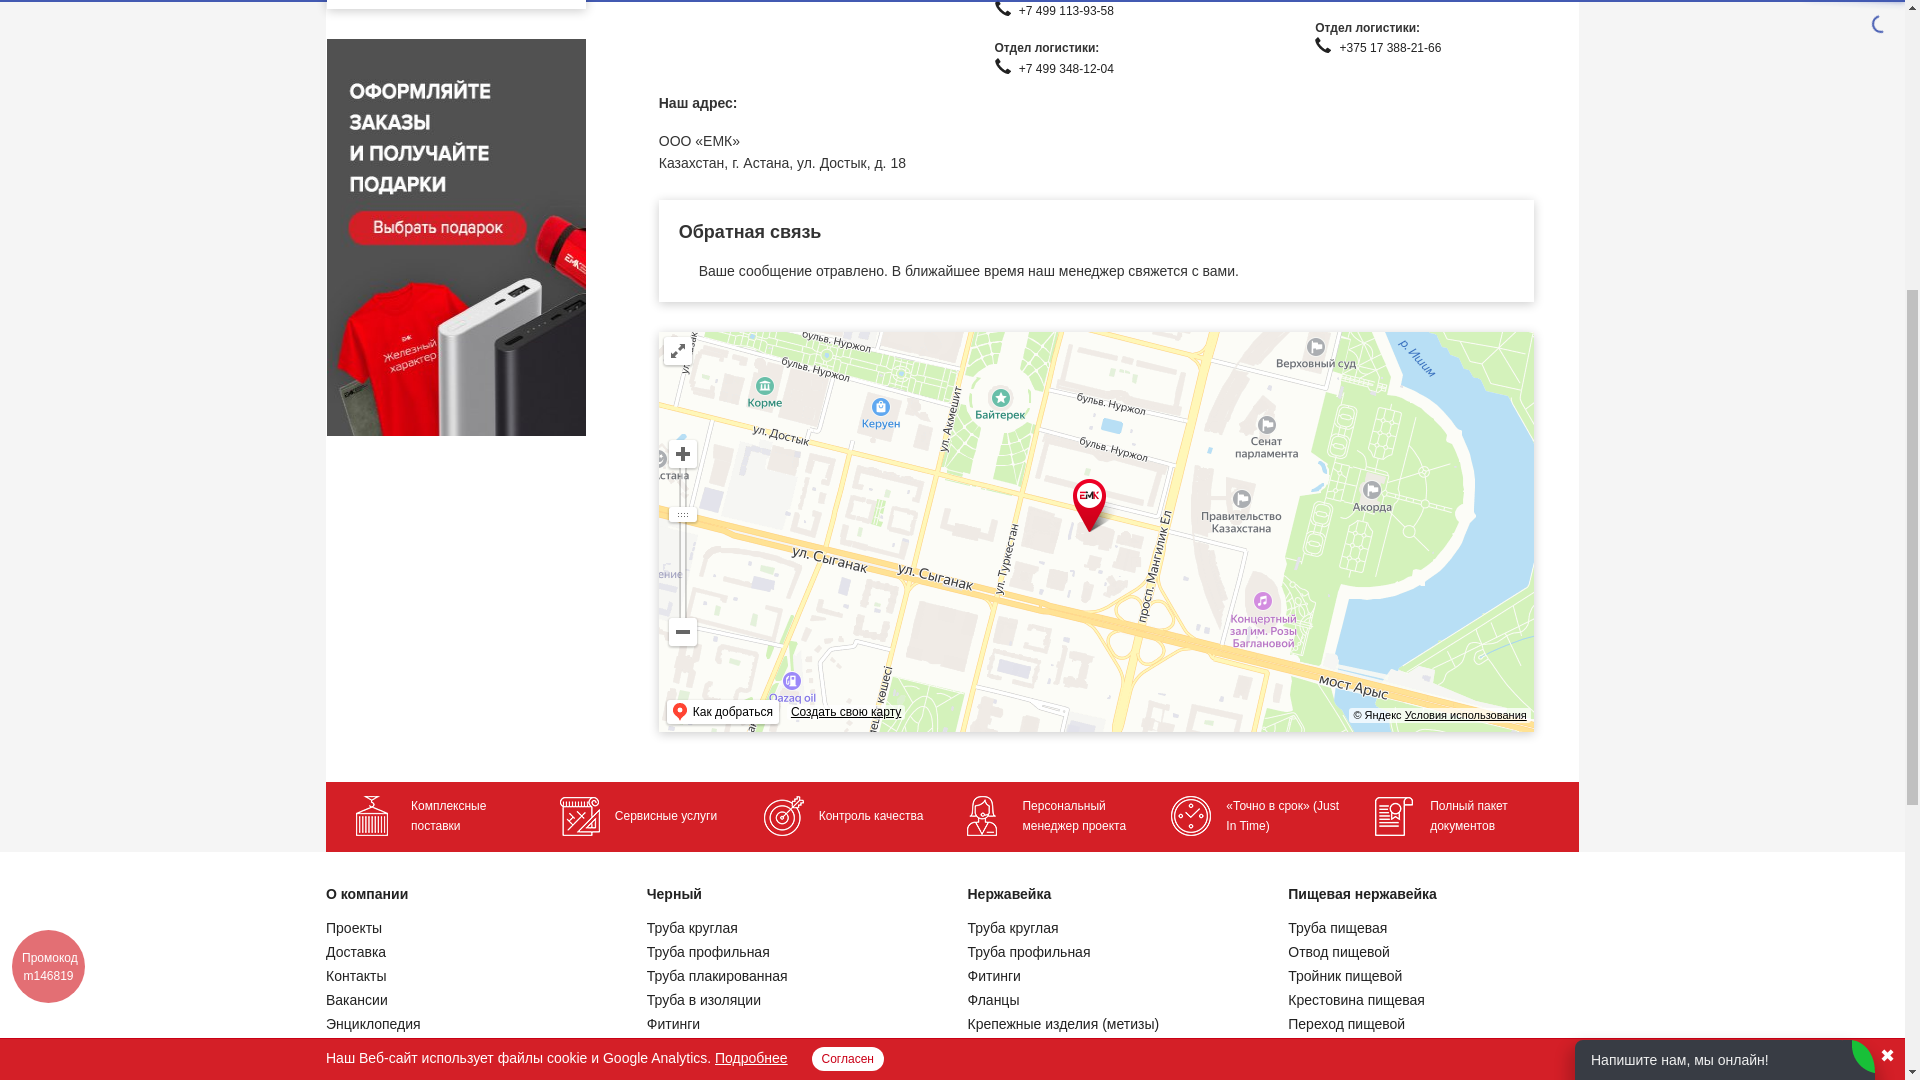 +7 499 113-93-58
Отдел логистики:
+7 499 348-12-04
Отдел логистики:
+375 17 388-21-66
Наш адрес:
ООО «ЕМК»
Казахстан, г. Астана, ул. Достык, д. 18
ОФОРМЛЯЙТЕ
ЗАКАЗЫ
И ПОЛУЧАЙТЕ
ПОДАРКИ
Выбрать подарок
ЕМК
Железный
характер
Обратная связь
Ваше сообщение отравлено. В ближайшее время наш менеджер свяжется с вами.
бульв. Нуржол
бульв. Нуржол
Корме
Керуен
ул. Достык
ул. Акмешит
Байтерек
бульв. Нуржол
бульв. Нуржол
Верховный суд
р. Ишим
Сенат
парламента
Правительство
Казахстана
Акорда
ЕМК
ул. Сыганак
ул. Сыганак
ул. Туркестан
просп. Мангилик Ел
Концертный
зал им. Розы
Баглановой
мост Арыс
Qazaq oil
Как добраться
Создать свою карту
© Яндекс Условия использования
Комплексные
поставки
Сервисные услуги
Контроль качества
Персональный
менеджер проекта
«Точно в срок» (Just
In Time)
Полный пакет
документов
О компании
Проекты
Доставка
Контакты
Вакансии
Энциклопедия
Черный
Труба круглая
Труба профильная
Труба плакированная
Труба в изоляции
Фитинги
Нержавейка
Труба круглая
Труба профильная
Фитинги
Фланцы
Крепежные изделия (метизы)
Пищевая нержавейка
Труба пищевая
Отвод пищевой
Тройник пищевой
Крестовина пищевая
Переход пищевой
Промокод
m146819
Наш Веб-сайт использует файлы cookie и Google Analytics. Подробнее
Согласен
Напишите нам, мы онлайн!